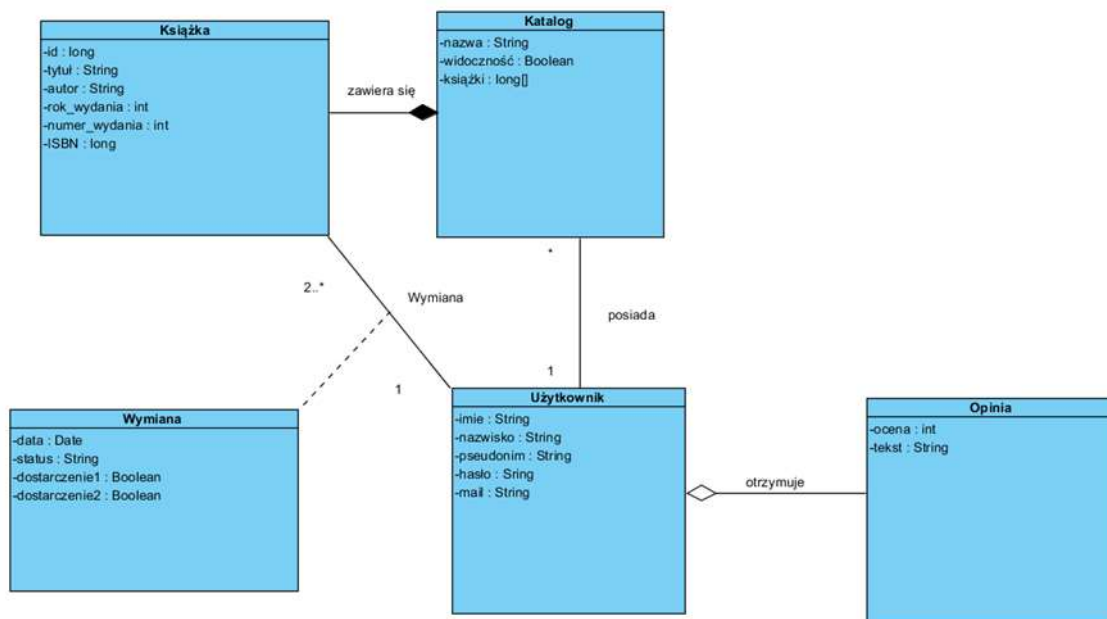 Książka
-id : long
-tytuł : String
-autor : String
-rok_wydania : int
-numer_wydania : int
-ISBN : long
zawiera się
Katalog
-nazwa : String
-widoczność : Boolean
-książki : long[]
2..*
Wymiana
1
*
posiada
1
Wymiana
-data : Date
-status : String
-dostarczenie1 : Boolean
-dostarczenie2 : Boolean
Użytkownik
-imie : String
-nazwisko : String
-pseudonim : String
-hasło : Sring
-mail : String
otrzymuje
Opinia
-ocena : int
-tekst : String